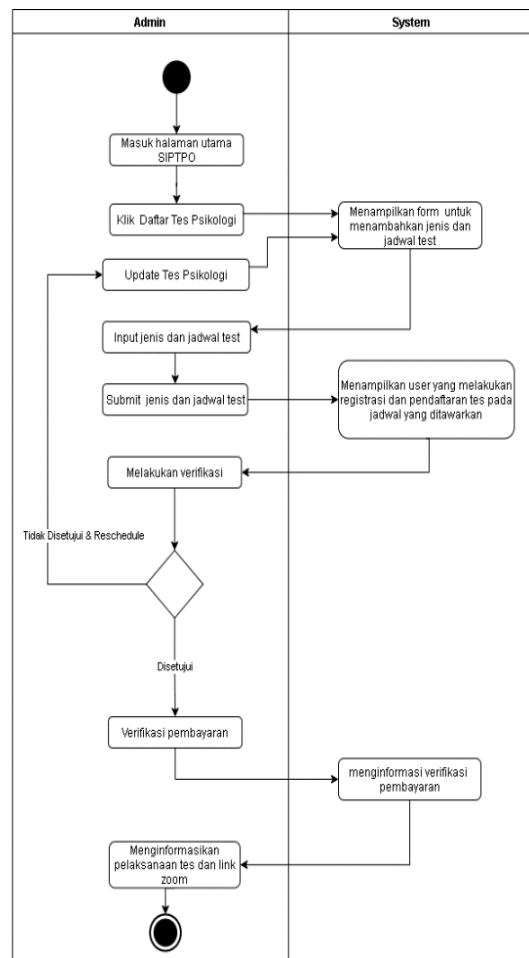 Admin
System
Masuk halaman utama
SIPTPO
Klik Daftar Tes Psikologi
Menampilkan form untuk
menambahkan jenis dan
jadwal test
Update Tes Psikologi
Input jenis dan jadwal test
Submit jenis dan jadwal test
Menampilkan user yang melakukan
registrasi dan pendaftaran tes pada
jadwal yang ditawarkan
Melakukan verifikasi
Tidak Disetujui & Reschedule
Disetujui
Verifikasi pembayaran
menginformasi verifikasi
pembayaran
Menginformasikan
pelaksanaan tes dan link
zoom